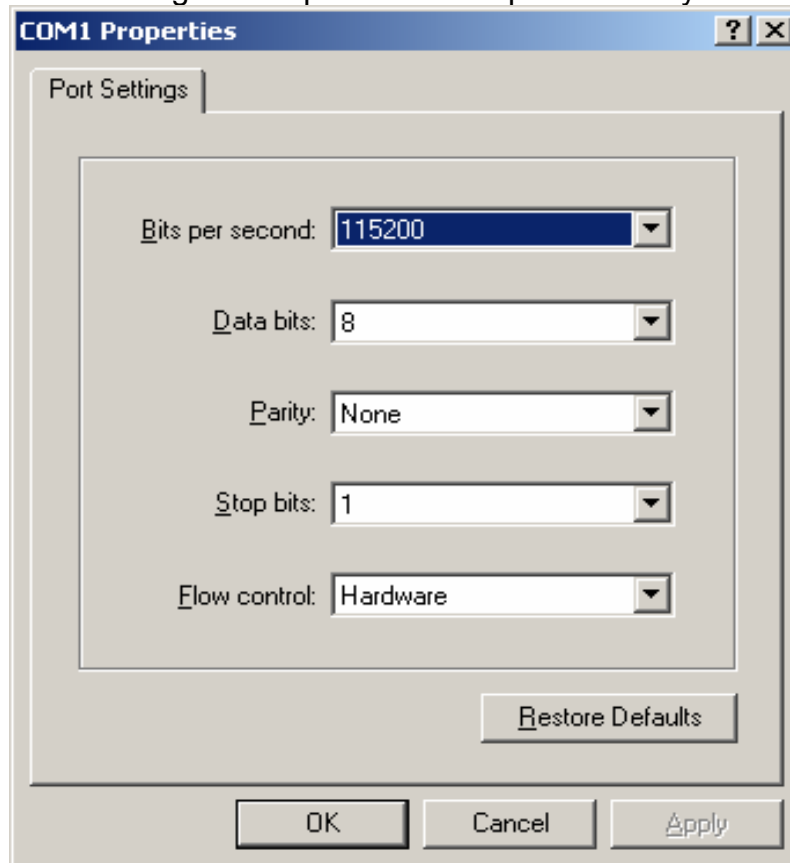 COM1 Properties
Port Settings
Bits per second: 115200
Data bits: 8
Parity: None
Stop bits: 1
Flow control: Hardware
Restore Defaults
OK Cancel Apply